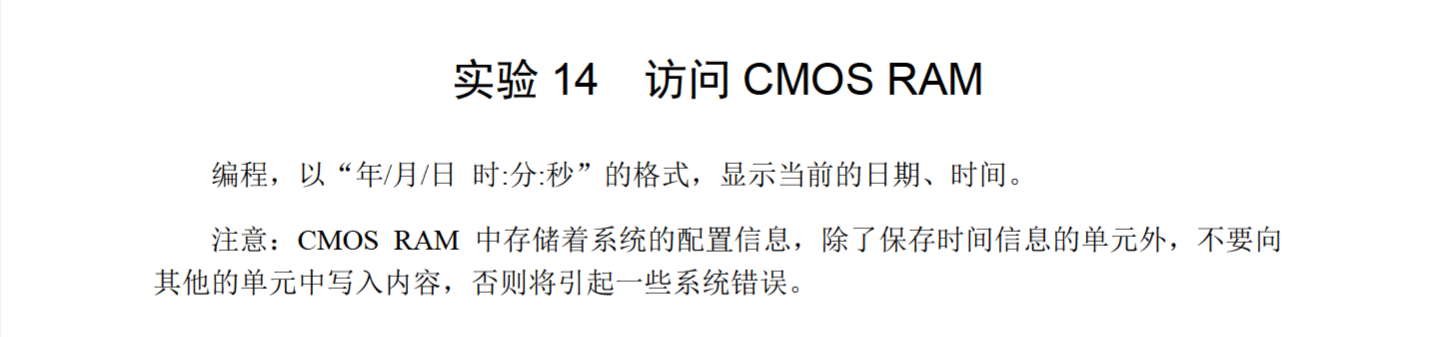 实验 14 访问 CMOS RAM
编程，以“年/月/日 时:分:秒”的格式，显示当前的日期、时间。
注意：CMOS RAM 中存储着系统的配置信息，除了保存时间信息的单元外，不要向
其他的单元中写入内容，否则将引起一些系统错误。